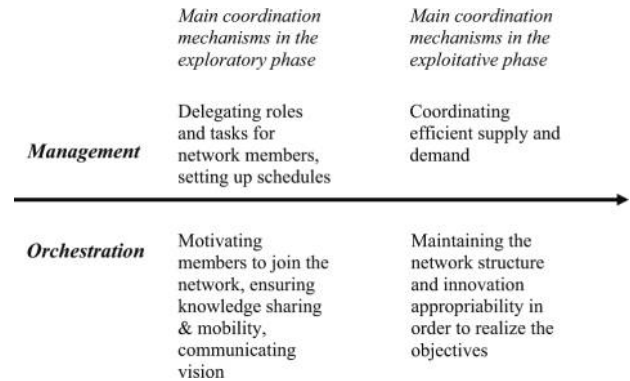 Main coordination
mechanisms in the
exploratory phase
Main coordination
mechanisms in the
exploitative phase
Management
Delegating roles
and tasks for
network members,
setting up schedules
Coordinating
efficient supply and
demand
Orchestration
Motivating
members to join the
network, ensuring
knowledge sharing
& mobility,
communicating
vision
Maintaining the
network structure
and innovation
appropriability in
order to realize the
objectives